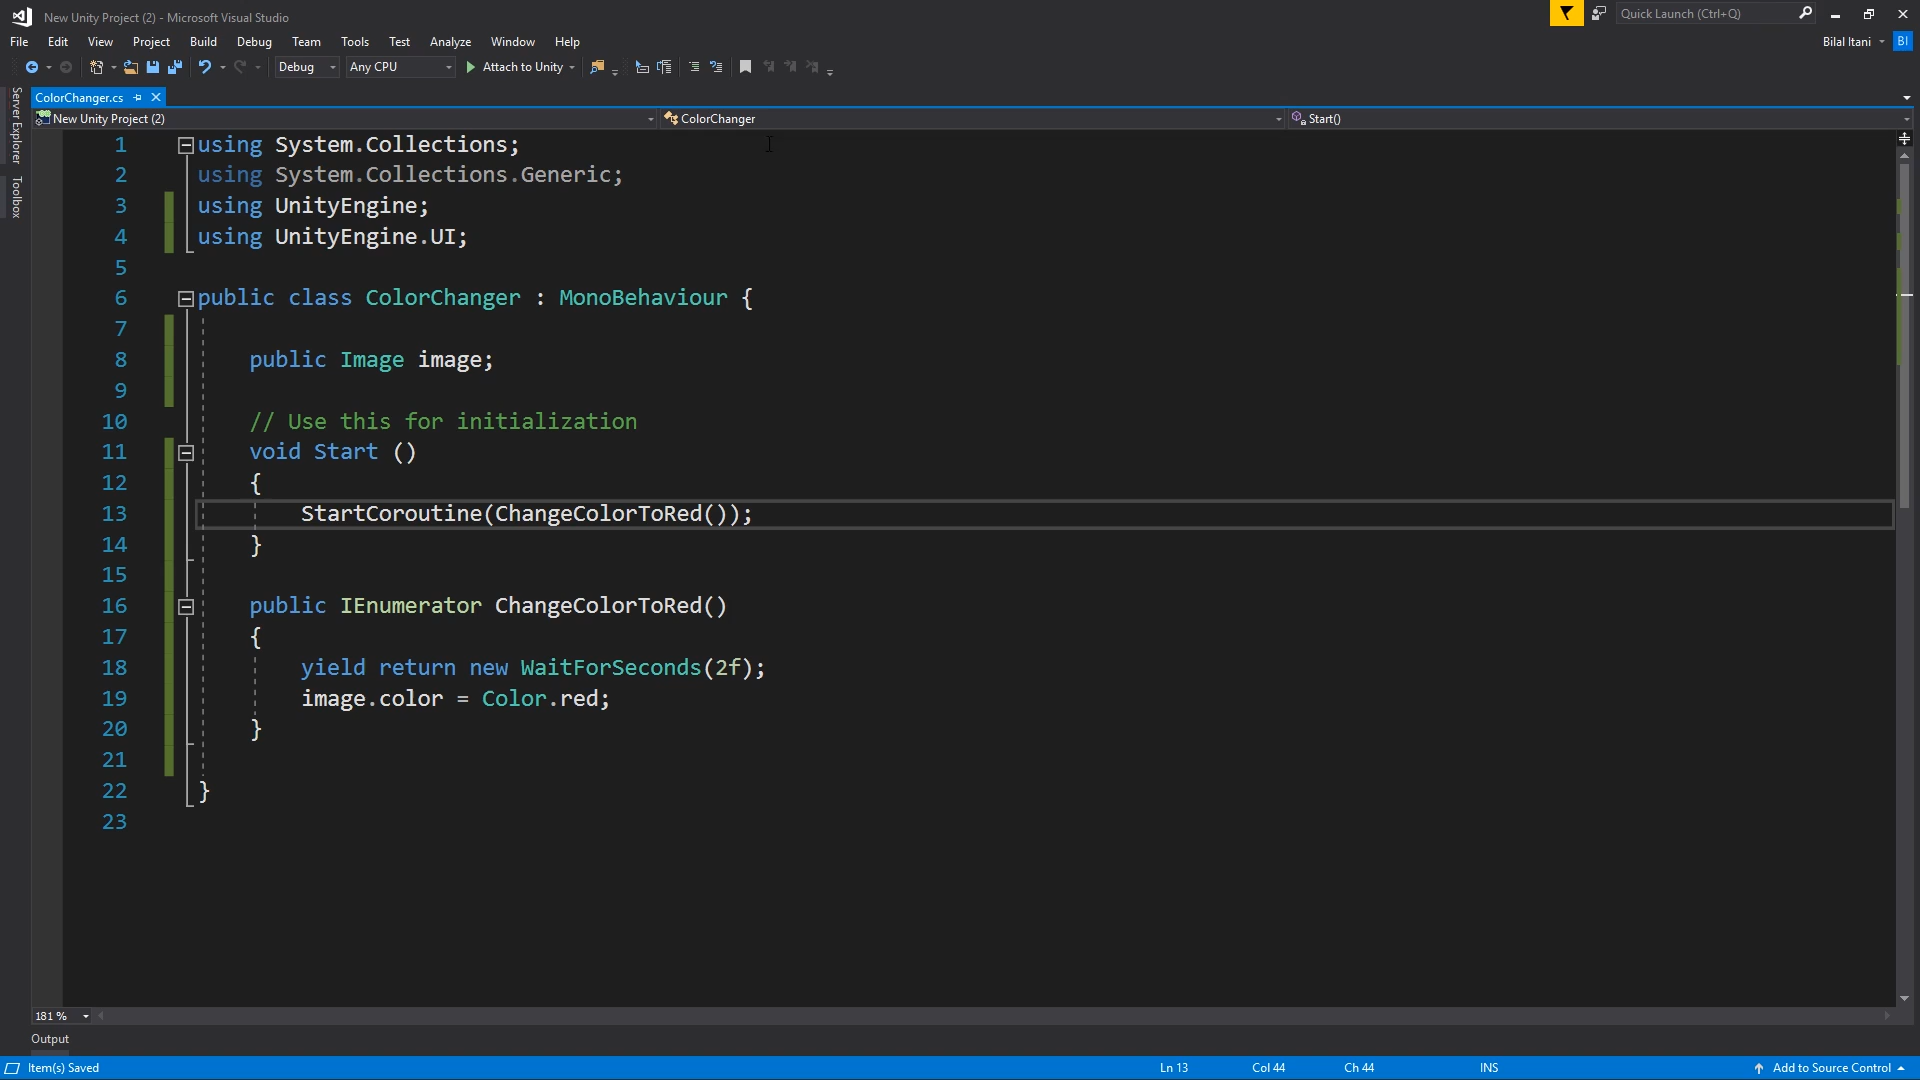 New Unity Project (2) - Microsoft Visual Studio
Quick Launch (Ctrl+Q)
File Edit View Project Build Debug Team Tools Test Analyze Window Help
Bilal Itani BI
Debug Any CPU Attach to Unity
Server Explorer
Toolbox
ColorChanger.cs
New Unity Project (2) ColorChanger Start()
1 using System.Collections;
2 using System.Collections.Generic;
3 using UnityEngine;
4 using UnityEngine.UI;
5
6 public class ColorChanger : MonoBehaviour {
7
8 public Image image;
9
10 // Use this for initialization
11 void Start ()
12 {
13 StartCoroutine(ChangeColorToRed());
14 }
15
16 public IEnumerator ChangeColorToRed()
17 {
18 yield return new WaitForSeconds(2f);
19 image.color = Color.red;
20 }
21
22 }
23
181 %
Output
Item(s) Saved Ln 13 Col 44 Ch 44 INS Add to Source Control